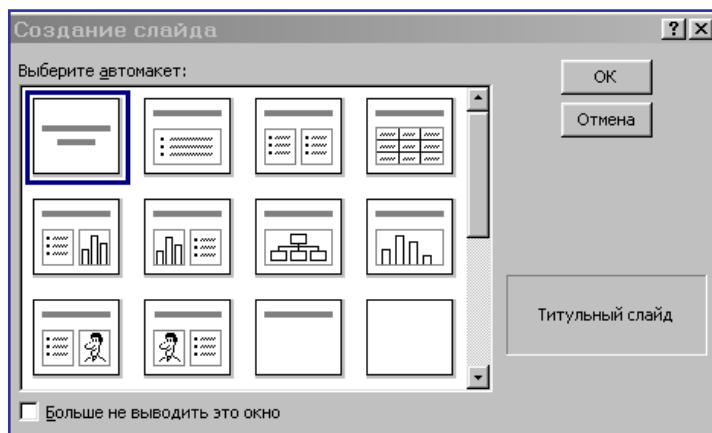 Создание слайда
Выберите автомакет:
ОК
Отмена
Титульный слайд
Больше не выводить это окно